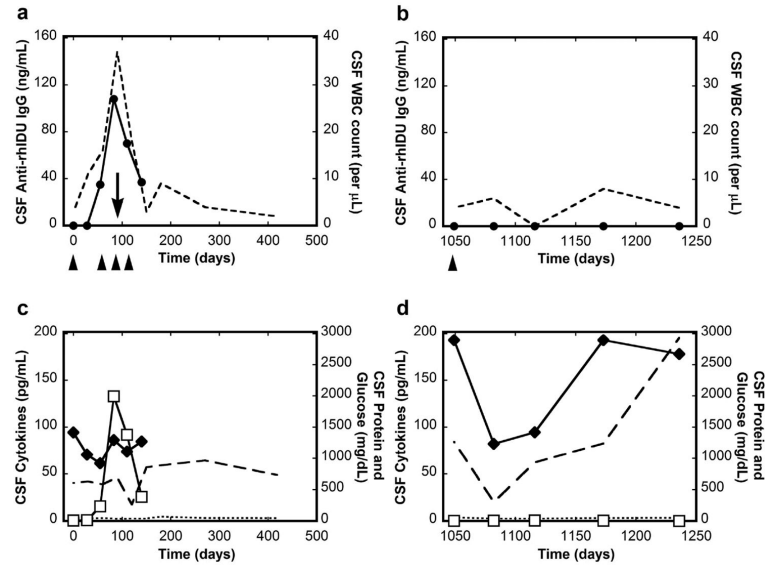 a
CSF Anti-rhIDU IgG (ng/mL)
160
120
80
40
0
CSF WBC count (per μL)
40
30
20
10
0
0 100 200 300 400 500
Time (days)
b
CSF Anti-rhIDU IgG (ng/mL)
160
120
80
40
0
CSF WBC count (per μL)
40
30
20
10
0
1050 1100 1150 1200 1250
Time (days)
c
CSF Cytokines (pg/mL)
200
150
100
50
0
CSF Protein and
Glucose (mg/dL)
3000
2500
2000
1500
1000
500
0
0 100 200 300 400 500
Time (days)
d
CSF Cytokines (pg/mL)
200
150
100
50
0
CSF Protein and
Glucose (mg/dL)
3000
2500
2000
1500
1000
500
0
1050 1100 1150 1200 1250
Time (days)